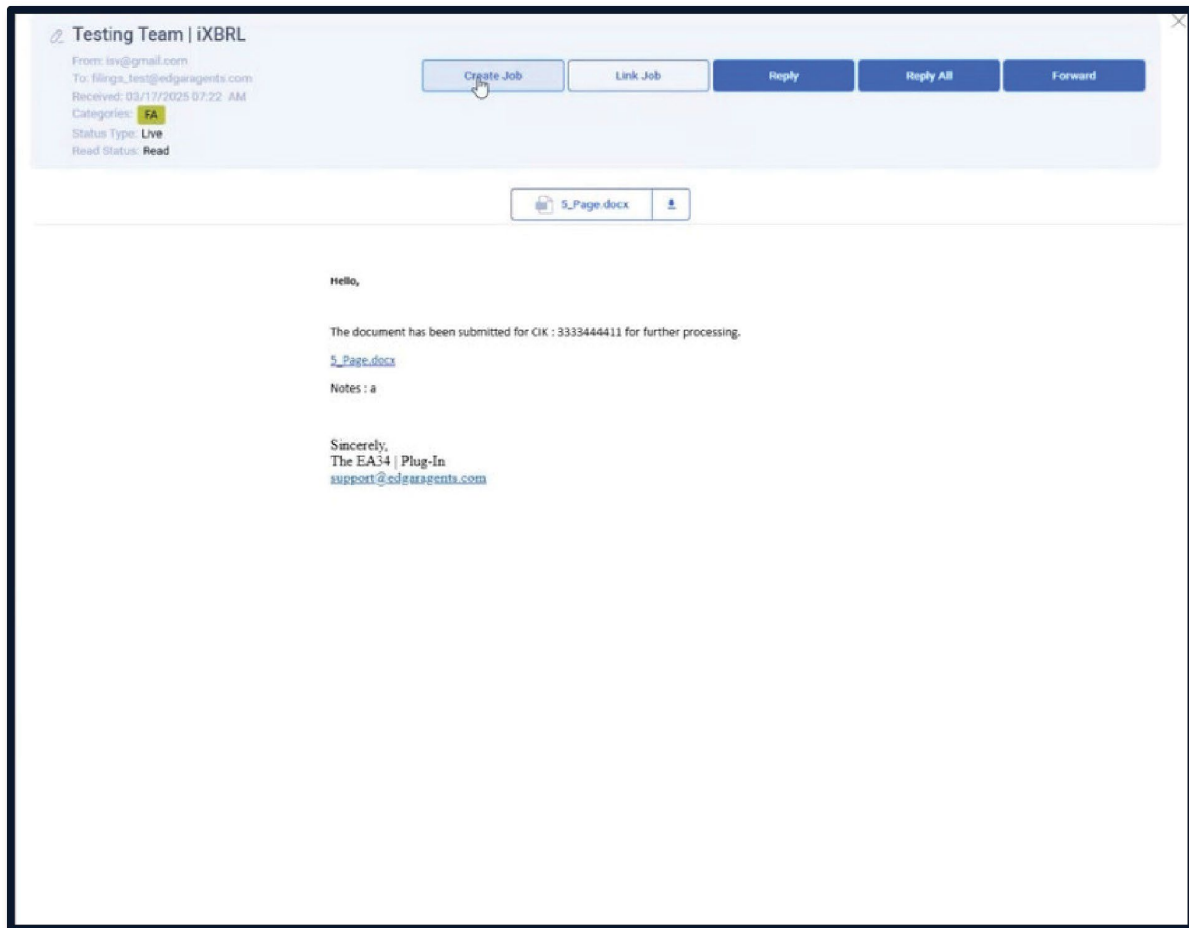 Testing Team | iXBRL
From: isv@gmail.com
To: filings_test@edgaragents.com
Received: 03/17/2025 07:22 AM
Categories: FA
Status Type: Live
Read Status: Read
Create Job
Link Job
Reply
Reply All
Forward
5_Page.docx
Hello,
The document has been submitted for CIK : 3333444411 for further processing.
5_Page.docx
Notes : a
Sincerely,
The EA34 | Plug-In
support@edgaragents.com